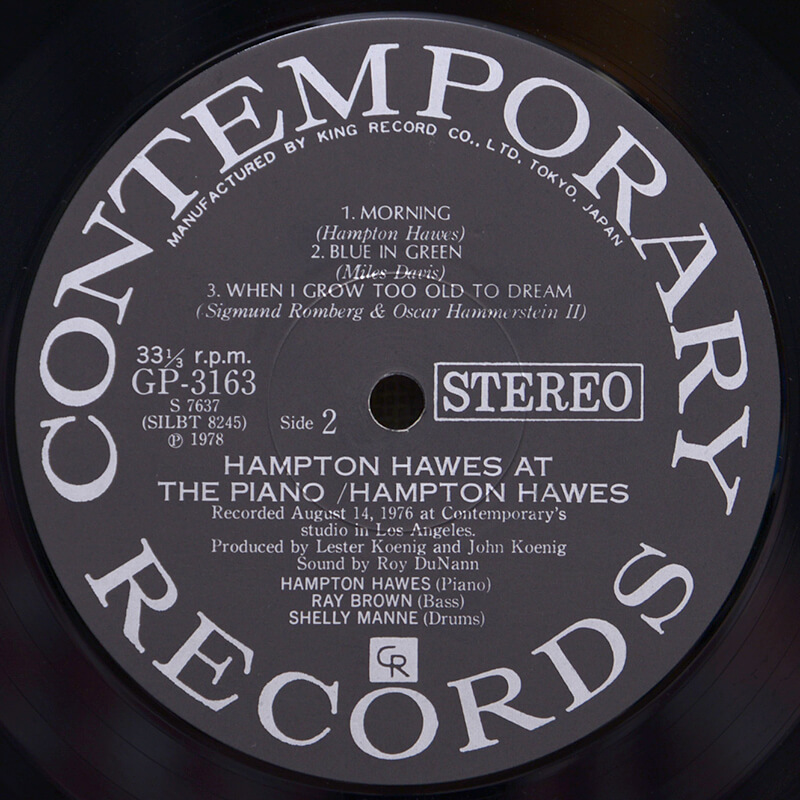 CONTEMPORARY
MANUFACTURED BY KING RECORD CO., LTD. TOKYO, JAPAN
1. MORNING
(Hampton Hawes)
2. BLUE IN GREEN
(Miles Davis)
3. WHEN I GROW TOO OLD TO DREAM
(Sigmund Romberg & Oscar Hammerstein II)
33⅓ r.p.m.
GP-3163
S 7637
(SILBT 8245)
℗ 1978
Side 2
STEREO
HAMPTON HAWES AT
THE PIANO /HAMPTON HAWES
Recorded August 14, 1976 at Contemporary's
studio in Los Angeles.
Produced by Lester Koenig and John Koenig
Sound by Roy DuNann
HAMPTON HAWES (Piano)
RAY BROWN (Bass)
SHELLY MANNE (Drums)
CR
RECORDS